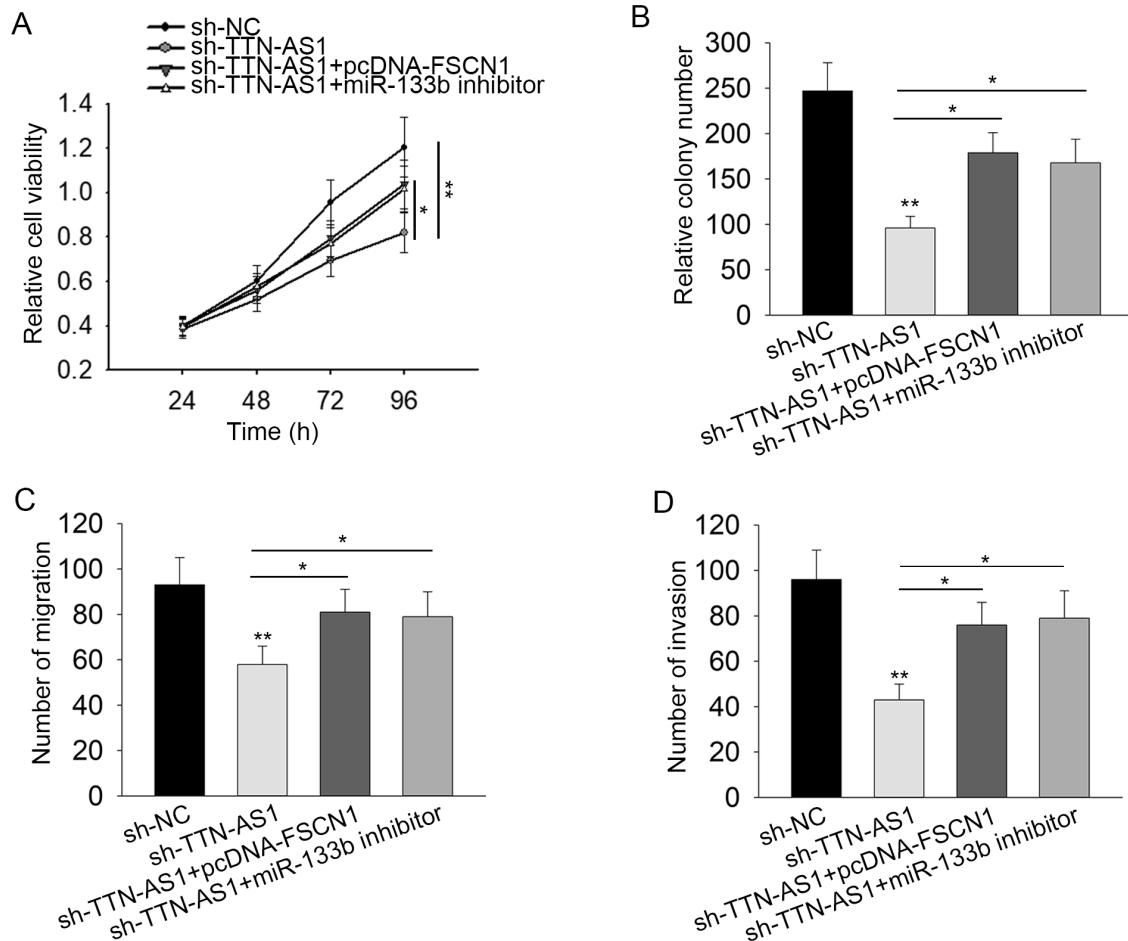 A
sh-NC
sh-TTN-AS1
sh-TTN-AS1+pcDNA-FSCN1
sh-TTN-AS1+miR-133b inhibitor
Relative cell viability
1.4
1.2
1.0
0.8
0.6
0.4
0.2
24 48 72 96
Time (h)
*
**
B
Relative colony number
300
250
200
150
100
50
0
**
*
*
sh-NC
sh-TTN-AS1
sh-TTN-AS1+pcDNA-FSCN1
sh-TTN-AS1+miR-133b inhibitor
C
Number of migration
120
100
80
60
40
20
0
**
*
*
sh-NC
sh-TTN-AS1
sh-TTN-AS1+pcDNA-FSCN1
sh-TTN-AS1+miR-133b inhibitor
D
Number of invasion
120
100
80
60
40
20
0
**
*
*
sh-NC
sh-TTN-AS1
sh-TTN-AS1+pcDNA-FSCN1
sh-TTN-AS1+miR-133b inhibitor